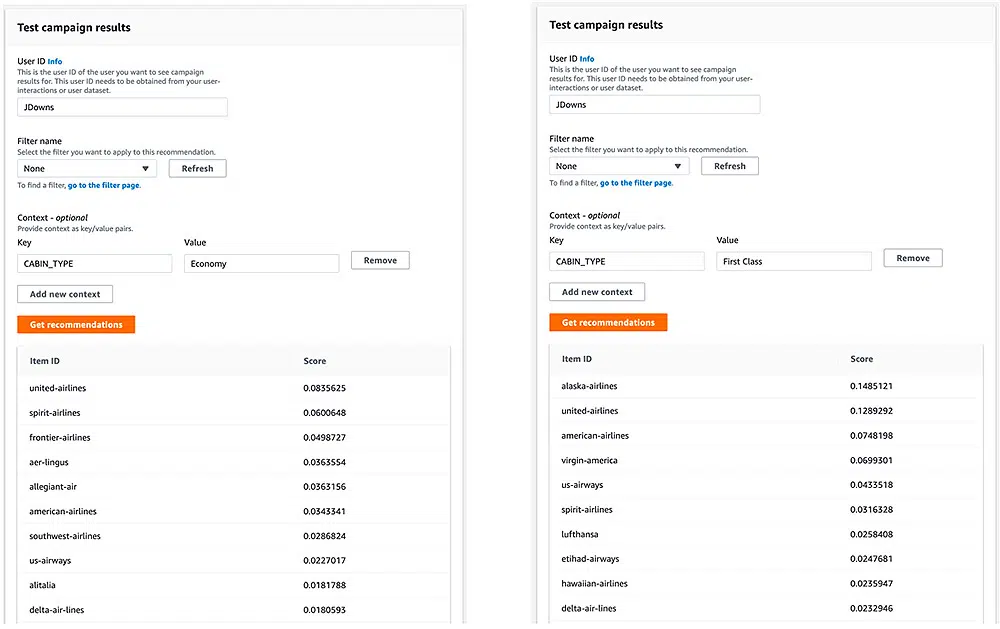 Test campaign results
User ID Info
This is the user ID of the user you want to see campaign
results for. This user ID needs to be obtained from your user-
interactions or user dataset.
JDowns
Filter name
Select the filter you want to apply to this recommendation.
None Refresh
To find a filter, go to the filter page.
Context - optional
Provide context as key/value pairs.
Key Value
CABIN_TYPE Economy Remove
Add new context
Get recommendations
Item ID Score
united-airlines 0.0835625
spirit-airlines 0.0600648
frontier-airlines 0.0498727
aer-lingus 0.0363554
allegiant-air 0.0363156
american-airlines 0.0343341
southwest-airlines 0.0286824
us-airways 0.0227017
alitalia 0.0181788
delta-air-lines 0.0180593
Test campaign results
User ID Info
This is the user ID of the user you want to see campaign
results for. This user ID needs to be obtained from your user-
interactions or user dataset.
JDowns
Filter name
Select the filter you want to apply to this recommendation.
None Refresh
To find a filter, go to the filter page.
Context - optional
Provide context as key/value pairs.
Key Value
CABIN_TYPE First Class Remove
Add new context
Get recommendations
Item ID Score
alaska-airlines 0.1485121
united-airlines 0.1289292
american-airlines 0.0748198
virgin-america 0.0699301
us-airways 0.0433518
spirit-airlines 0.0316328
lufthansa 0.0258408
etihad-airways 0.0247681
hawaiian-airlines 0.0235947
delta-air-lines 0.0232946